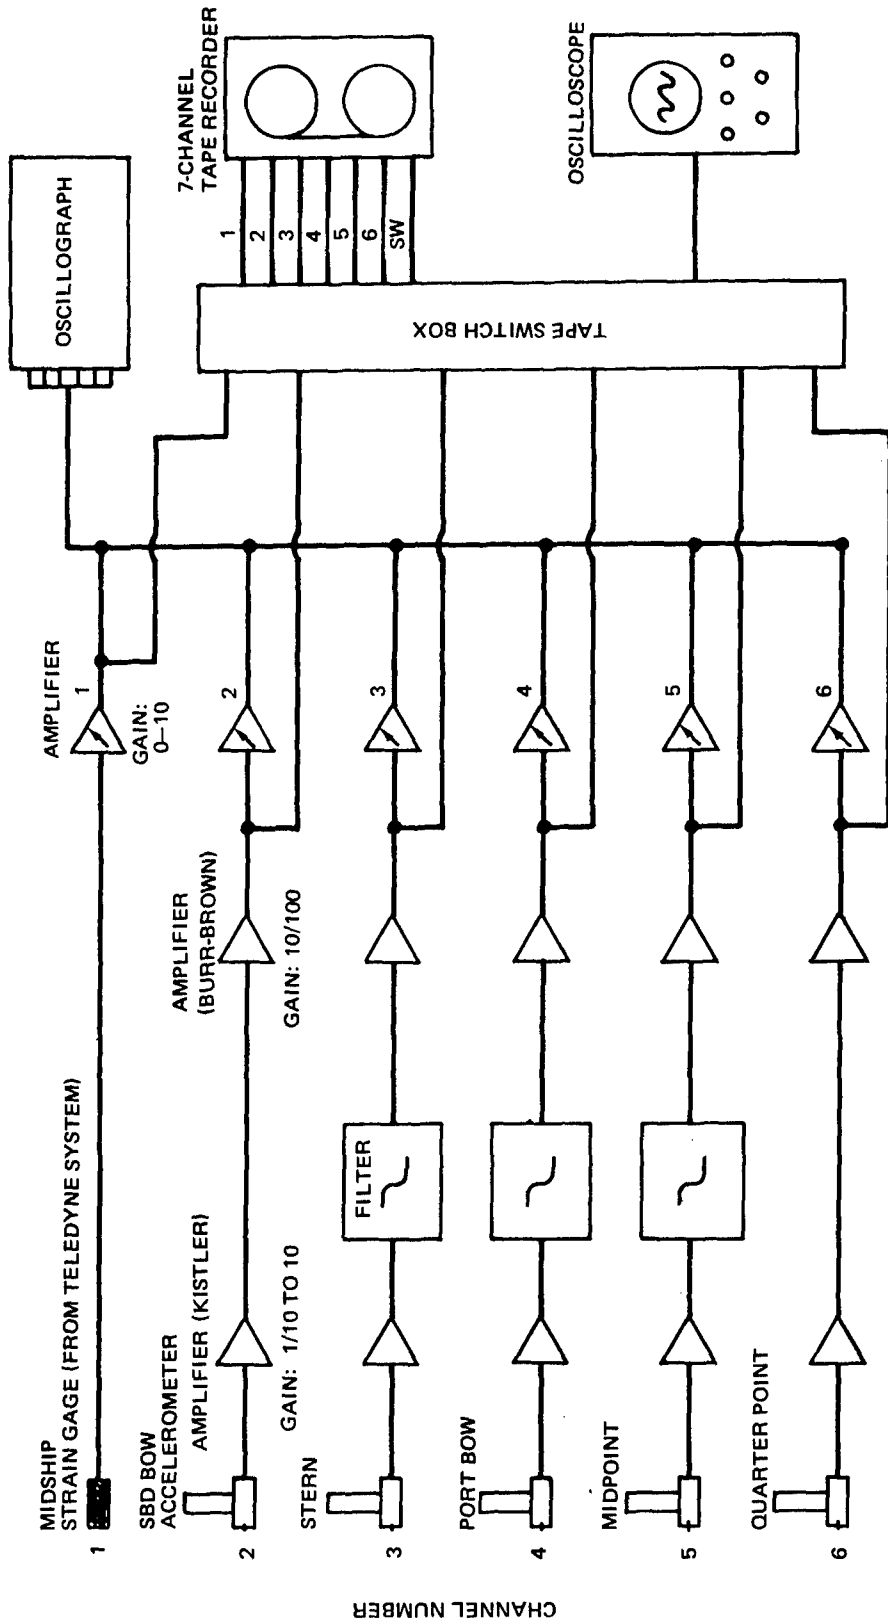 CHANNEL NUMBER
1
MIDSHIP
STRAIN GAGE (FROM TELEDYNE SYSTEM)
AMPLIFIER
1
GAIN:
0–10
OSCILLOGRAPH
2
SBD BOW
ACCELEROMETER
AMPLIFIER (KISTLER)
GAIN: 1/10 TO 10
AMPLIFIER
(BURR-BROWN)
GAIN: 10/100
2
3
STERN
FILTER
3
4
PORT BOW
4
5
MIDPOINT
5
6
QUARTER POINT
6
TAPE SWITCH BOX
7-CHANNEL
TAPE RECORDER
1
2
3
4
5
6
SW
OSCILLOSCOPE